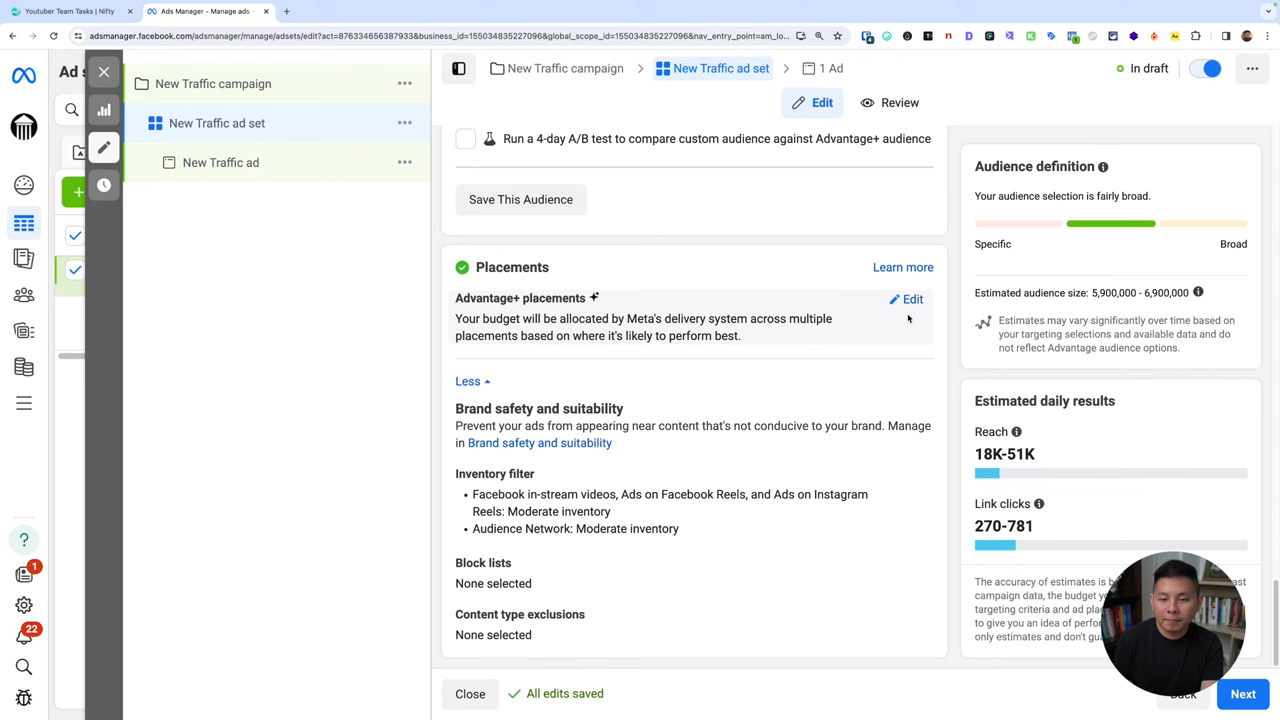 Youtuber Team Tasks | Nifty
Ads Manager - Manage ads -
adsmanager.facebook.com/adsmanager/manage/adsets/edit?act=876334656387933&business_id=155034835227096&global_scope_id=155034835227096&nav_entry_point=am_lo...
Ad s
New Traffic campaign
New Traffic ad set
New Traffic ad
New Traffic campaign
New Traffic ad set
1 Ad
In draft
Edit
Review
Run a 4-day A/B test to compare custom audience against Advantage+ audience
Save This Audience
Placements
Learn more
Advantage+ placements
Edit
Your budget will be allocated by Meta's delivery system across multiple
placements based on where it's likely to perform best.
Less
Brand safety and suitability
Prevent your ads from appearing near content that's not conducive to your brand. Manage
in Brand safety and suitability
Inventory filter
• Facebook in-stream videos, Ads on Facebook Reels, and Ads on Instagram
Reels: Moderate inventory
• Audience Network: Moderate inventory
Block lists
None selected
Content type exclusions
None selected
Audience definition
Your audience selection is fairly broad.
Specific
Broad
Estimated audience size: 5,900,000 - 6,900,000
Estimates may vary significantly over time based on
your targeting selections and available data and do
not reflect Advantage audience options.
Estimated daily results
Reach
18K-51K
Link clicks
270-781
The accuracy of estimates is b
ast
campaign data, the budget y
targeting criteria and ad pla
to give you an idea of perfor
only estimates and don't gua
Close
All edits saved
Back
Next
1
22